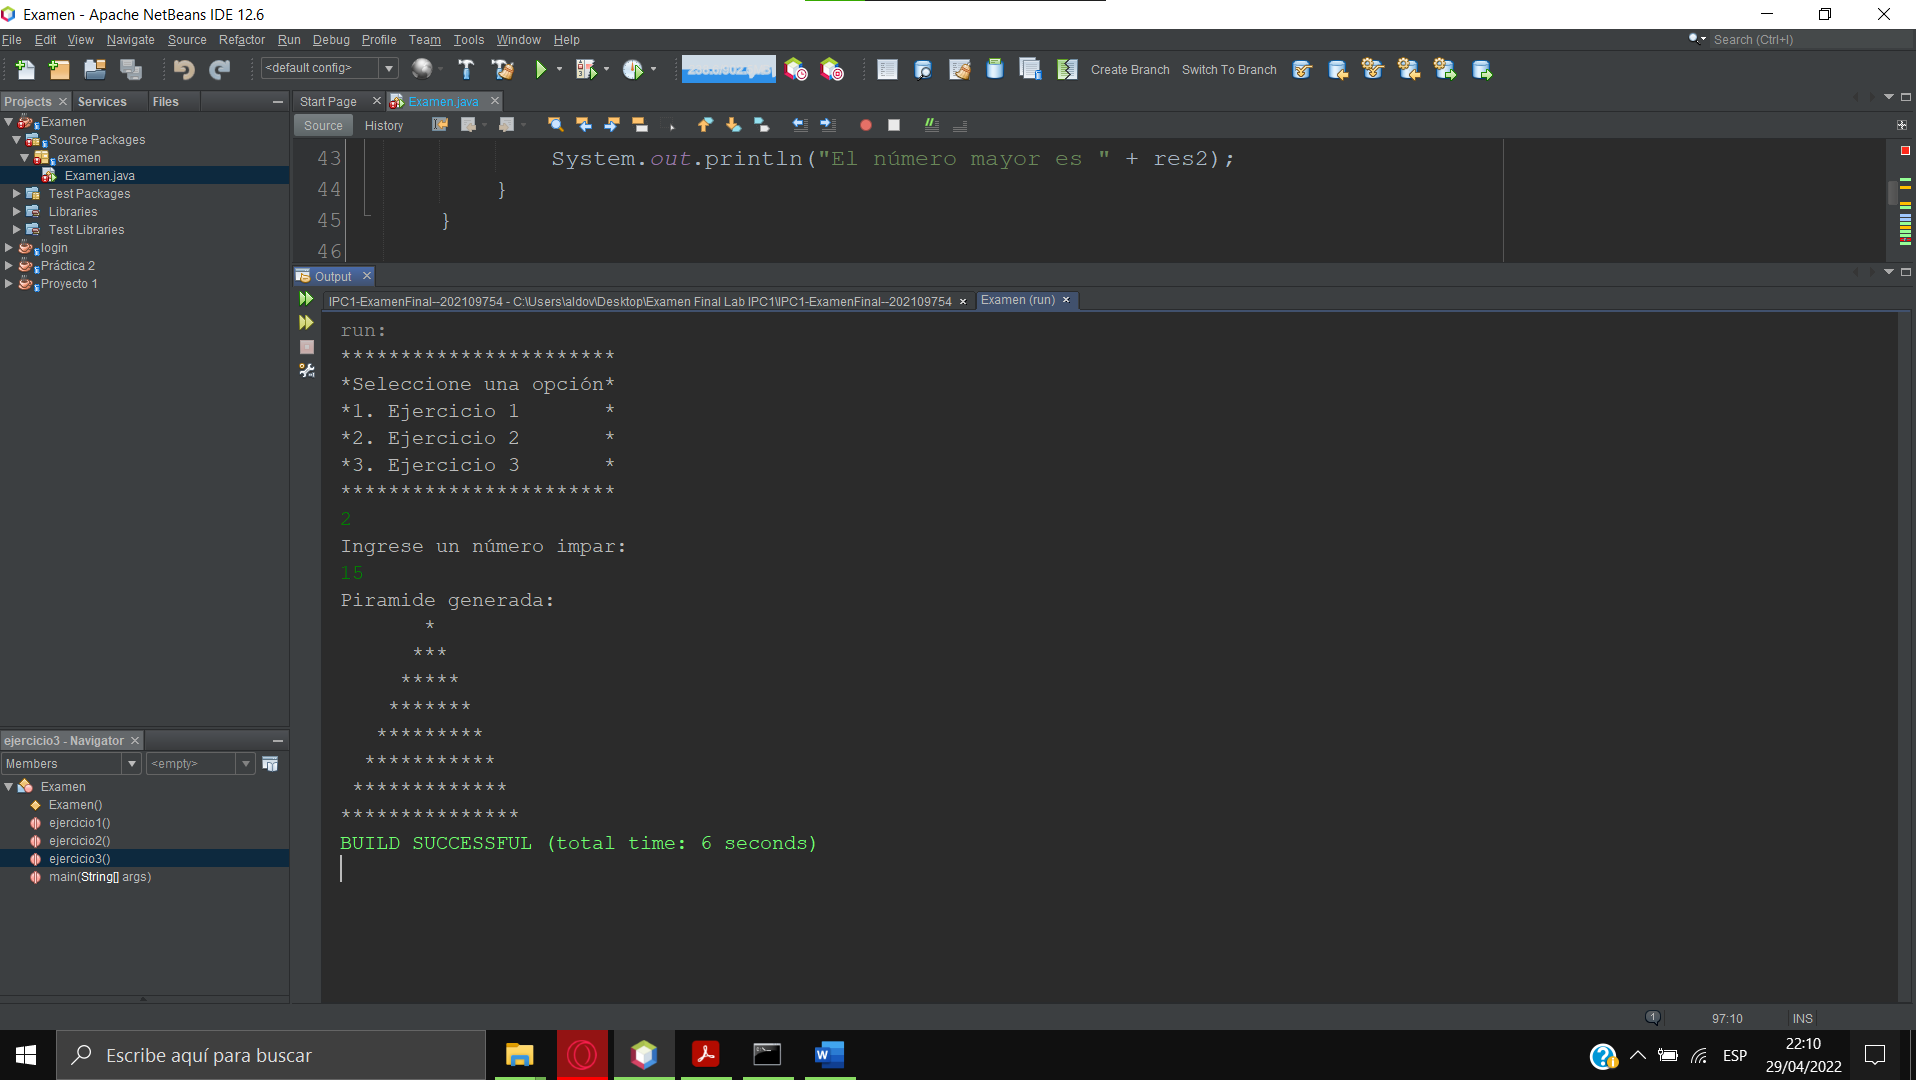 Examen - Apache NetBeans IDE 12.6
File Edit View Navigate Source Refactor Run Debug Profile Team Tools Window Help
Search (Ctrl+I)
<default config>
Create Branch Switch To Branch
Projects Services Files
Start Page Examen.java
Source History
Examen
Source Packages
examen
Examen.java
Test Packages
Libraries
Test Libraries
login
Práctica 2
Proyecto 1
43 System.out.println("El número mayor es " + res2);
44 }
45 }
46
Output
IPC1-ExamenFinal--202109754 - C:\Users\aldov\Desktop\Examen Final Lab IPC1\IPC1-ExamenFinal--202109754
Examen (run)
run:
***********************
*Seleccione una opción*
*1. Ejercicio 1       *
*2. Ejercicio 2       *
*3. Ejercicio 3       *
***********************
2
Ingrese un número impar:
15
Piramide generada:
       *
      ***
     *****
    *******
   *********
  ***********
 *************
***************
BUILD SUCCESSFUL (total time: 6 seconds)
ejercicio3 - Navigator
Members <empty>
Examen
Examen()
ejercicio1()
ejercicio2()
ejercicio3()
main(String[] args)
1 97:10 INS
Escribe aquí para buscar
ESP
22:10
29/04/2022